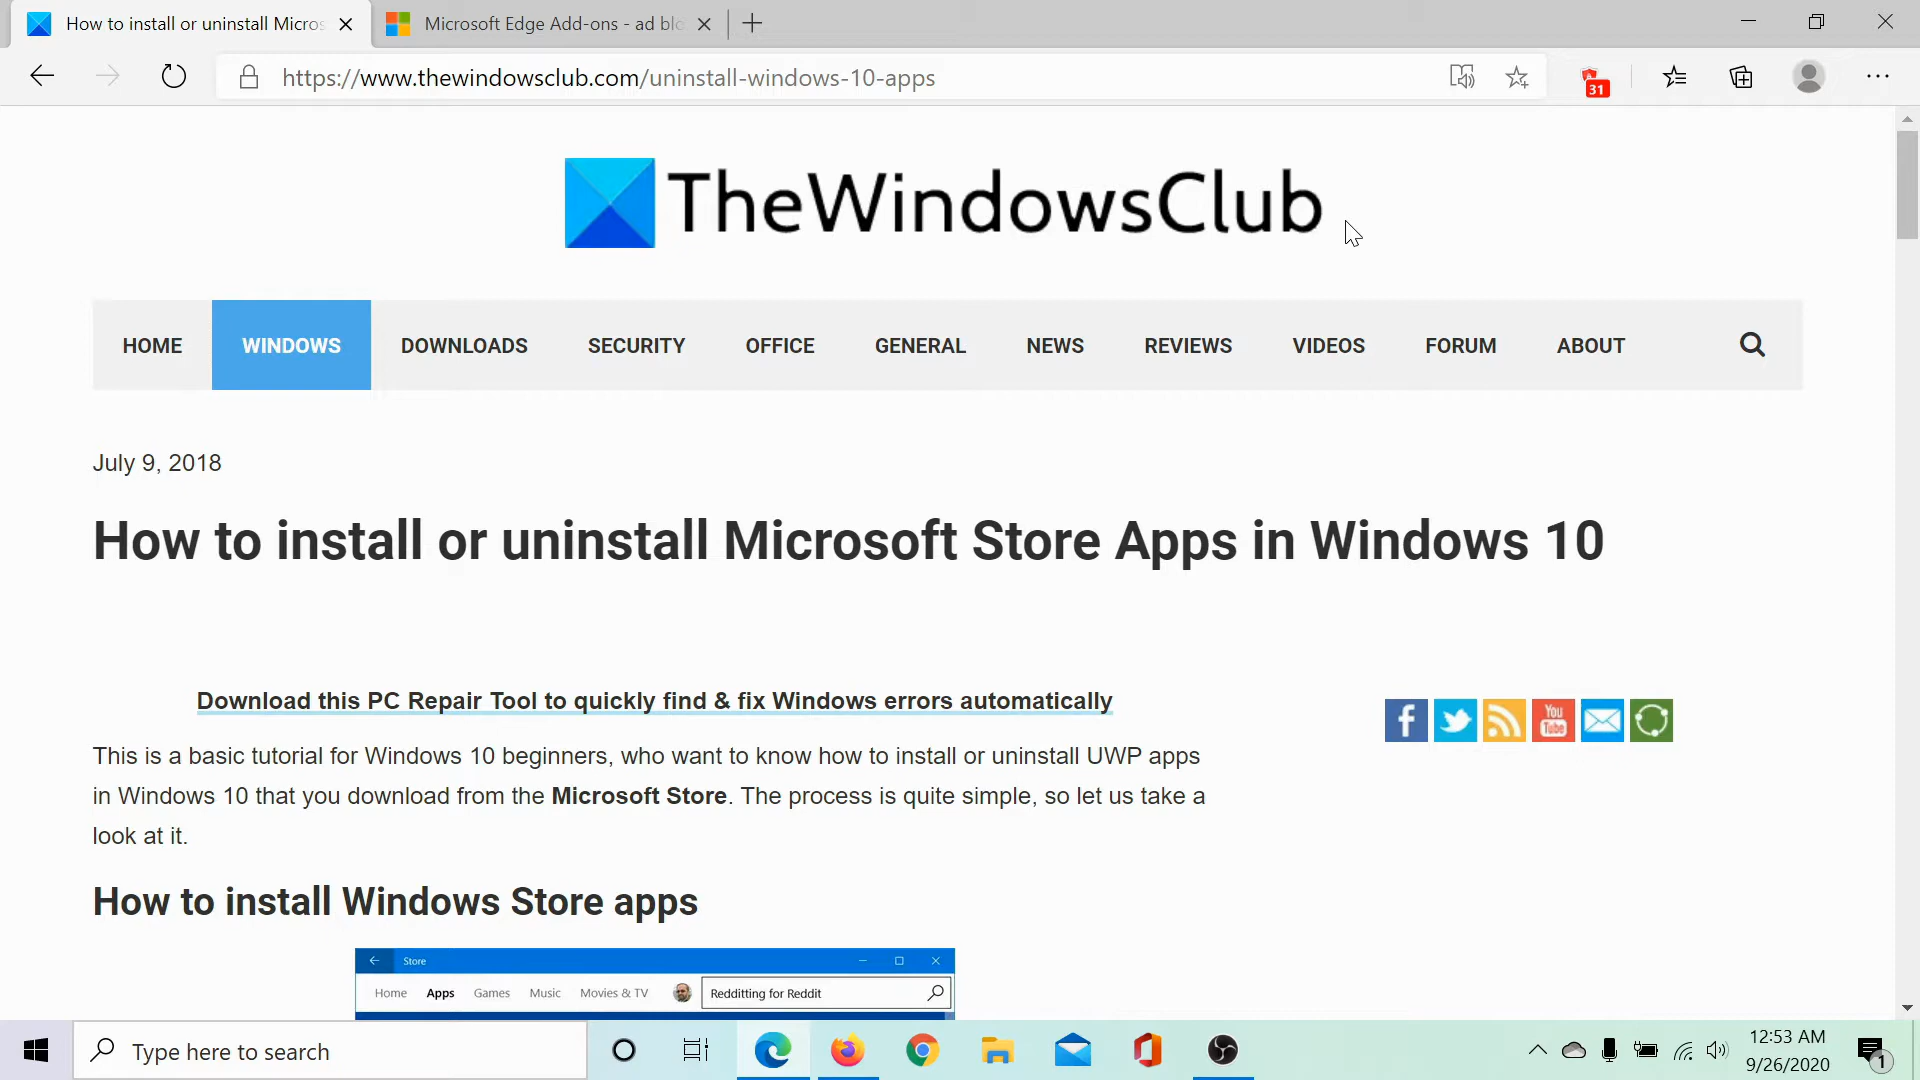 How to install or uninstall Micros
Microsoft Edge Add-ons - ad blo
https://www.thewindowsclub.com/uninstall-windows-10-apps
31
TheWindowsClub
HOME WINDOWS DOWNLOADS SECURITY OFFICE GENERAL NEWS REVIEWS VIDEOS FORUM ABOUT
July 9, 2018
How to install or uninstall Microsoft Store Apps in Windows 10
Download this PC Repair Tool to quickly find & fix Windows errors automatically
You
Tube
This is a basic tutorial for Windows 10 beginners, who want to know how to install or uninstall UWP apps
in Windows 10 that you download from the Microsoft Store. The process is quite simple, so let us take a
look at it.
How to install Windows Store apps
Store
Home Apps Games Music Movies & TV Redditting for Reddit
Type here to search
12:53 AM
9/26/2020
1